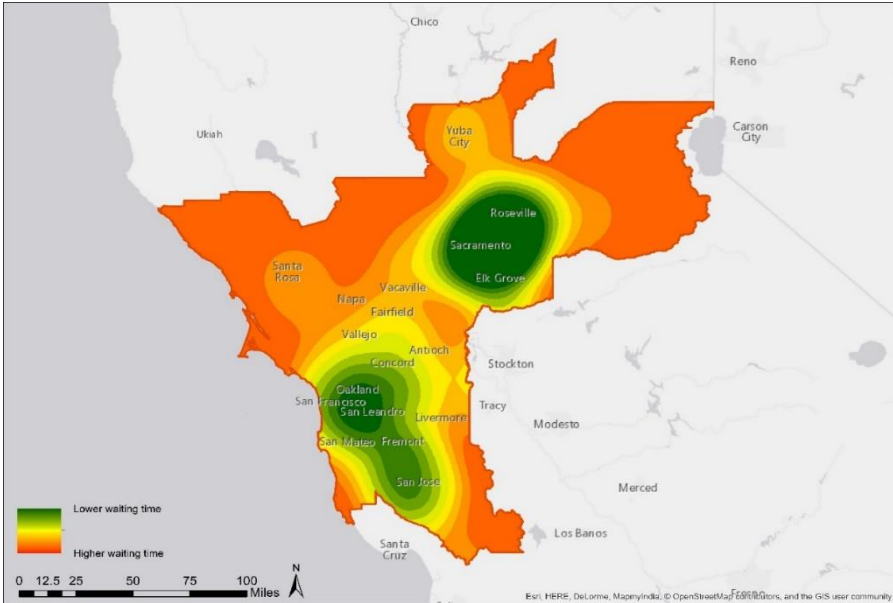 Chico
Reno
Yuba
City
Carson
City
Ukiah
Roseville
Sacramento
Elk Grove
Santa
Rosa
Vacaville
Napa
Fairfield
Vallejo
Antioch
Concord
Stockton
Oakland
San Francisco
San Leandro
Tracy
Livermore
Modesto
San Mateo
Fremont
San Jose
Merced
Los Banos
Santa
Cruz
Lower waiting time
Higher waiting time
N
0 12.5 25 50 75 100
Miles
Fresno
Esri, HERE, DeLorme, MapmyIndia, © OpenStreetMap contributors, and the GIS user community